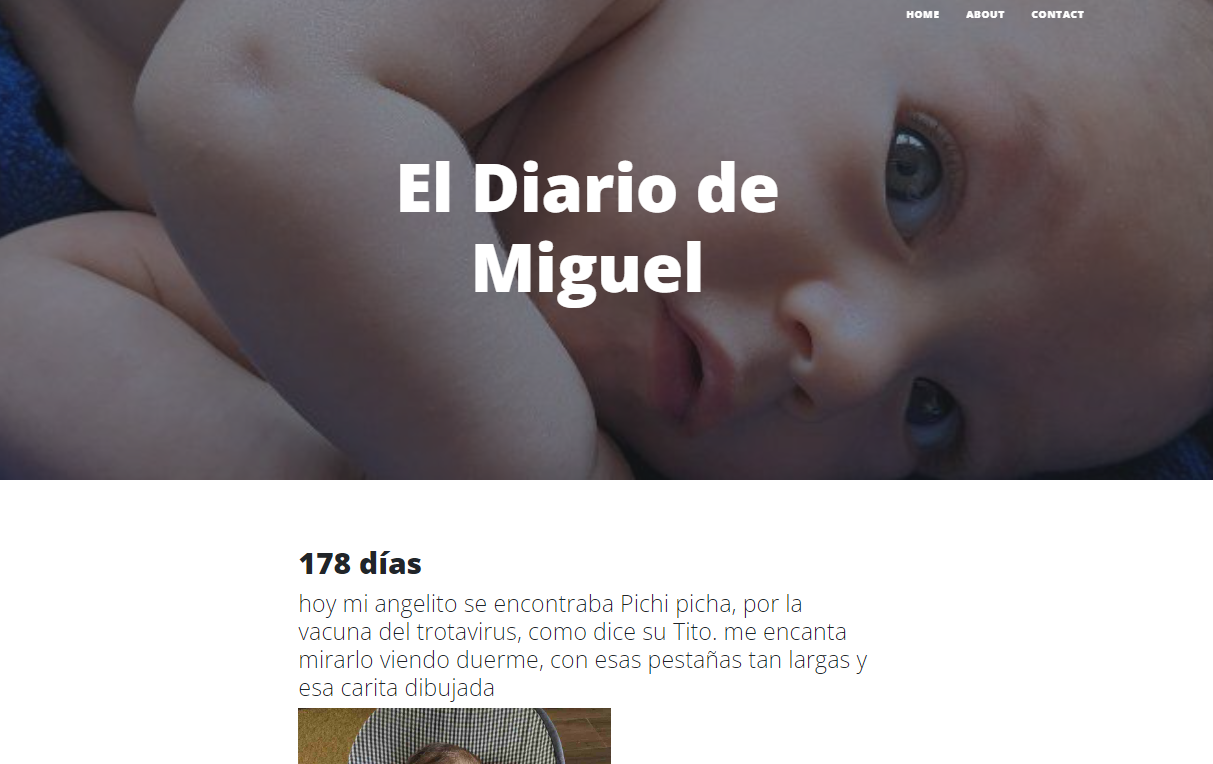 HOME ABOUT CONTACT
El Diario de
Miguel
178 días
hoy mi angelito se encontraba Pichi picha, por la
vacuna del trotavirus, como dice su Tito. me encanta
mirarlo viendo duerme, con esas pestañas tan largas y
esa carita dibujada